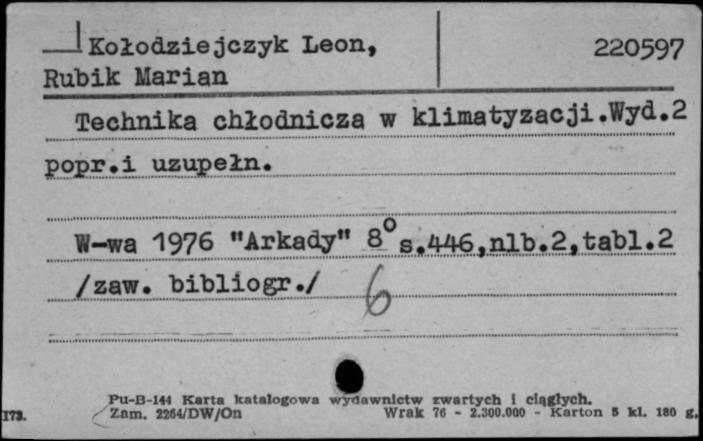 Kołodziejczyk Leon, 220597
Rubik Marian
Technika chłodnicza w klimatyzacji.Wyd.2
popr.i uzupełn.
W-wa 1976 "Arkady" 8° s.446,nlb.2,tabl.2
/zaw. bibliogr./ 6
Pu-B-144 Karta katalogowa wydawnictw zwartych i ciągłych.
173. Zam. 2264/DW/On Wrak 76 - 2.300.000 - Karton 5 kl. 180 g.